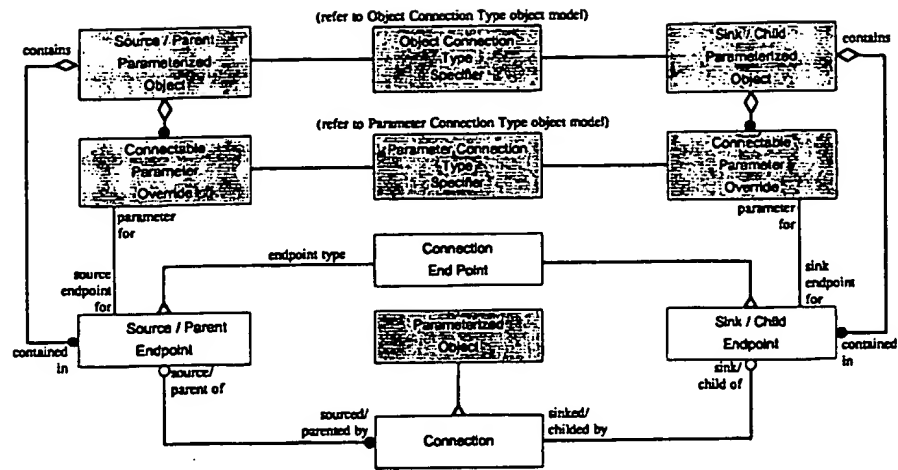 (refer to Object Connection Type object model)
contains
Source / Parent
Parameterized
Object
Object Connection
Type
Specifier
Sink / Child
Parameterized
Object
contains
(refer to Parameter Connection Type object model)
Connectable
Parameter
Override
Parameter Connection
Type
Specifier
Connectable
Parameter
Override
parameter
for
parameter
for
endpoint type
Connection
End Point
source
endpoint
for
sink
endpoint
for
Source / Parent
Endpoint
Parameterized
Object
Sink / Child
Endpoint
contained
in
contained
in
source/
parent of
sink/
child of
sourced/
parented by
Connection
sinked/
childed by